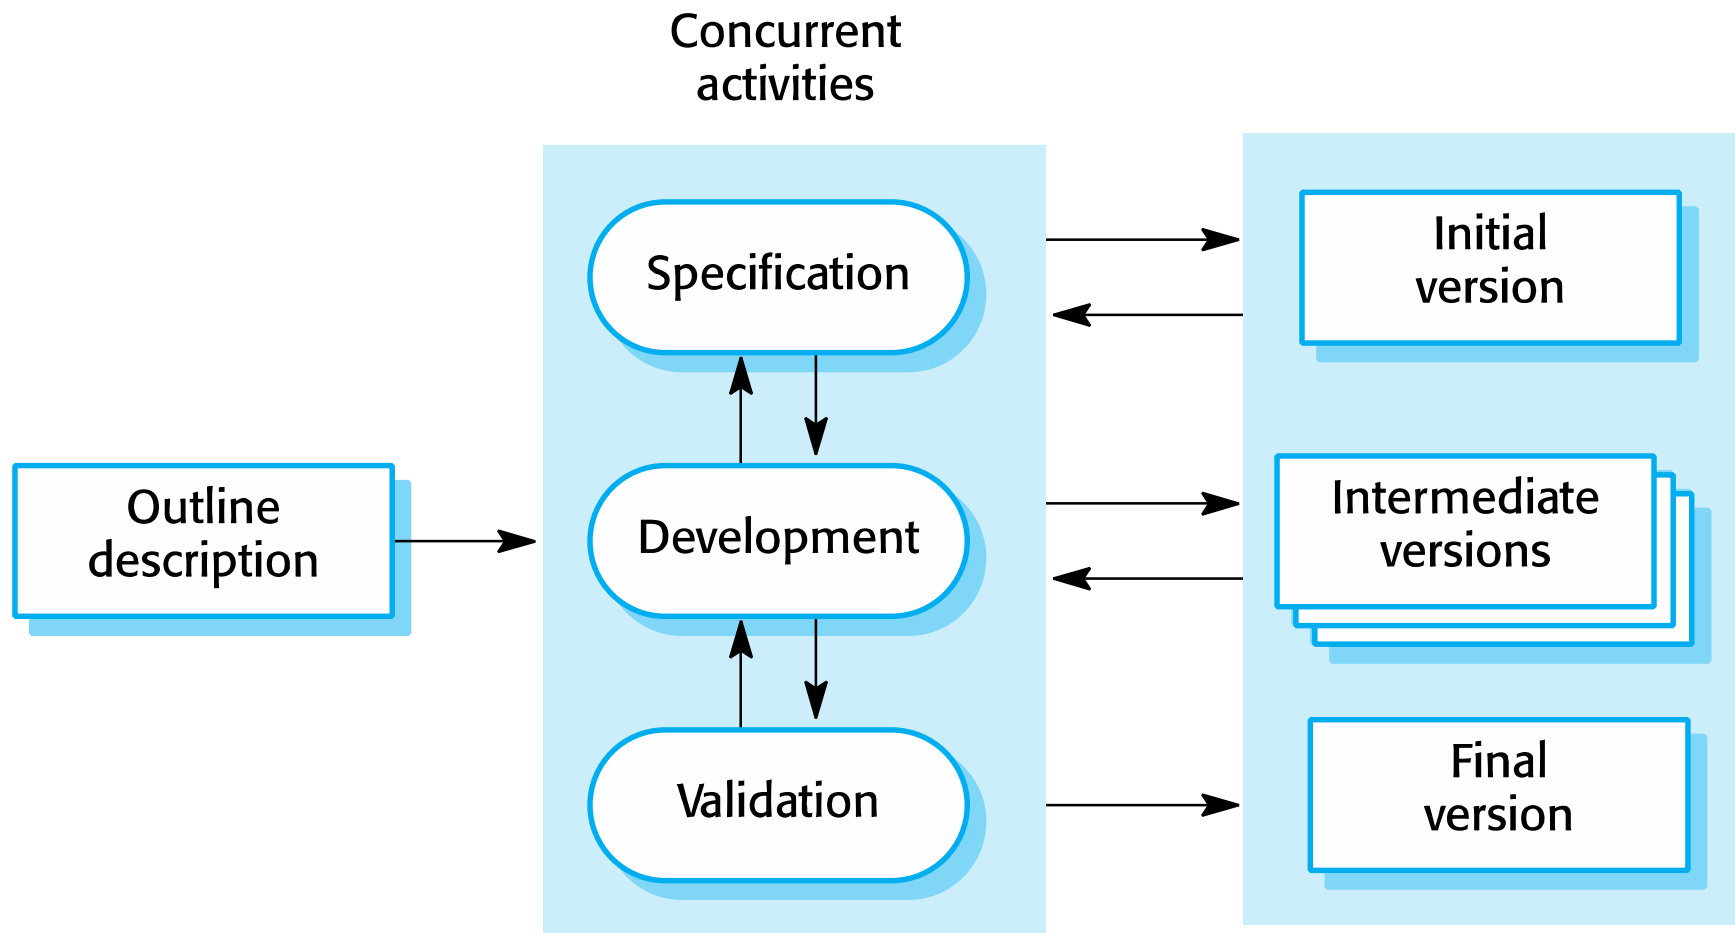 Concurrent
activities
Specification
Initial
version
Outline
description
Development
Intermediate
versions
Validation
Final
version